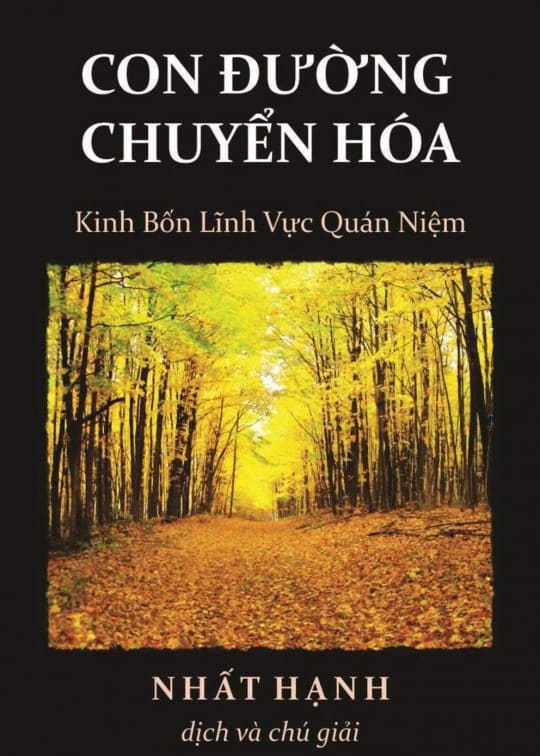 CON ĐƯỜNG
CHUYỂN HÓA
Kinh Bốn Lĩnh Vực Quán Niệm
NHẤT HẠNH
dịch và chú giải